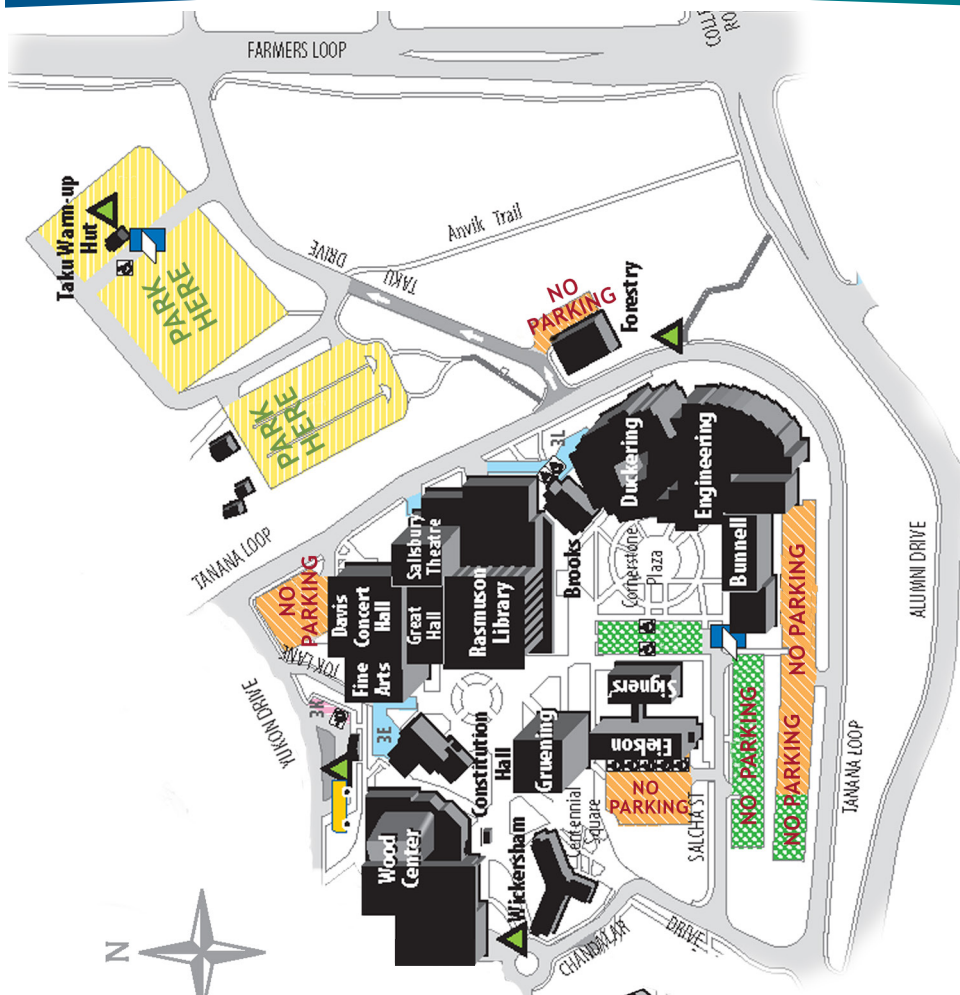 FARMERS LOOP
COLLE
RO
Taku Warm-up
Hut
PARK
HERE
PARK
HERE
TAKU
DRIVE
Anvik Trail
NO
PARKING
Forestry
TANANA LOOP
NO
PARKING
TOK LANE
YUKON DRIVE
3K
3E
3L
Davis
Concert
Hall
Fine
Arts
Salisbury
Theatre
Great
Hall
Rasmuson
Library
Brooks
Duckering
Engineering
Cornerstone
Plaza
Bunnell
Signers'
Eielson
Gruening
Constitution
Hall
Wood
Center
Wickersham
Centennial
Square
NO
PARKING
SALCHA ST
NO PARKING
NO PARKING
NO PARKING
TANANA LOOP
ALUMNI DRIVE
CHANDALAR
DRIVE
N